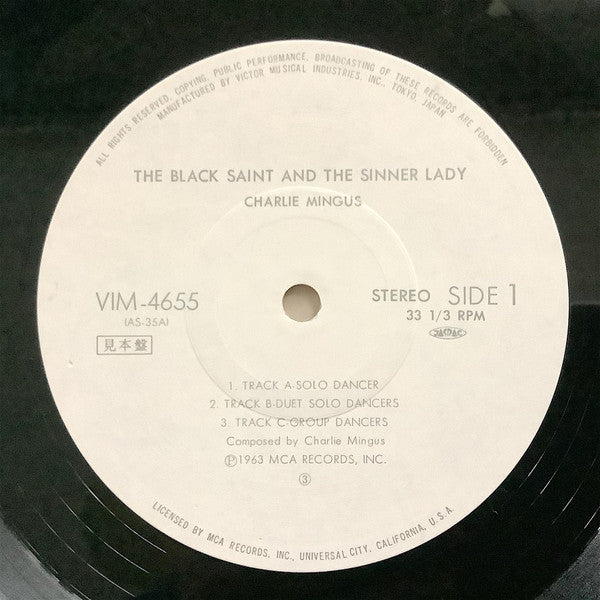 ALL RIGHTS RESERVED. COPYING, PUBLIC PERFORMANCE, BROADCASTING OF THESE RECORDS ARE FORBIDDEN
MANUFACTURED BY VICTOR MUSICAL INDUSTRIES, INC., TOKYO, JAPAN
THE BLACK SAINT AND THE SINNER LADY
CHARLIE MINGUS
VIM-4655
(AS-35A)
見本盤
STEREO SIDE 1
33 1/3 RPM
JASRAC
1. TRACK A-SOLO DANCER
2. TRACK B-DUET SOLO DANCERS
3. TRACK C-GROUP DANCERS
Composed by Charlie Mingus
Ⓟ1963 MCA RECORDS, INC.
③
LICENSED BY MCA RECORDS, INC., UNIVERSAL CITY, CALIFORNIA, U.S.A.